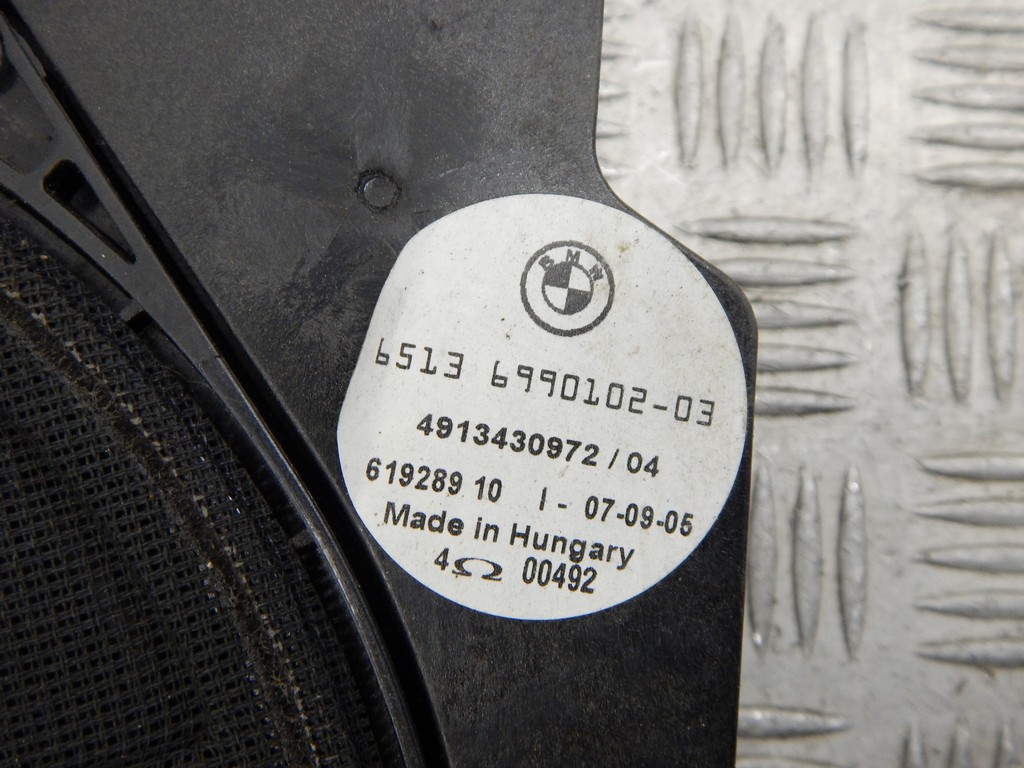 BMW
6513 6990102-03
4913430972 / 04
619289 10 I - 07-09-05
Made in Hungary
4Ω 00492